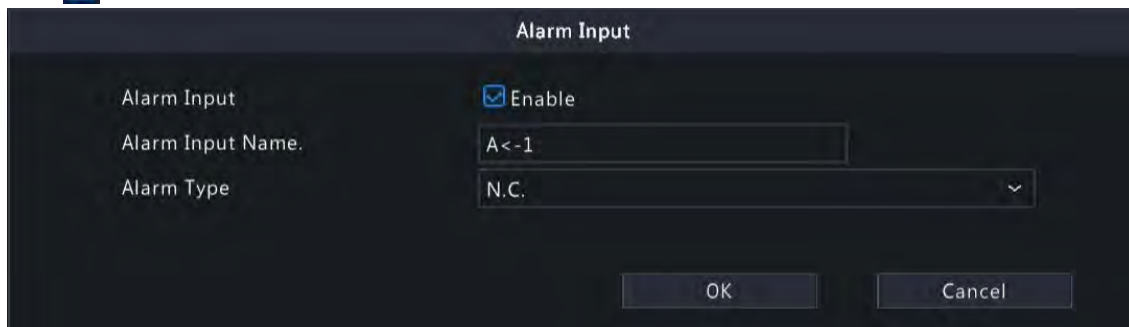 Alarm Input
Alarm Input Enable
Alarm Input Name. A<-1
Alarm Type N.C.
OK Cancel